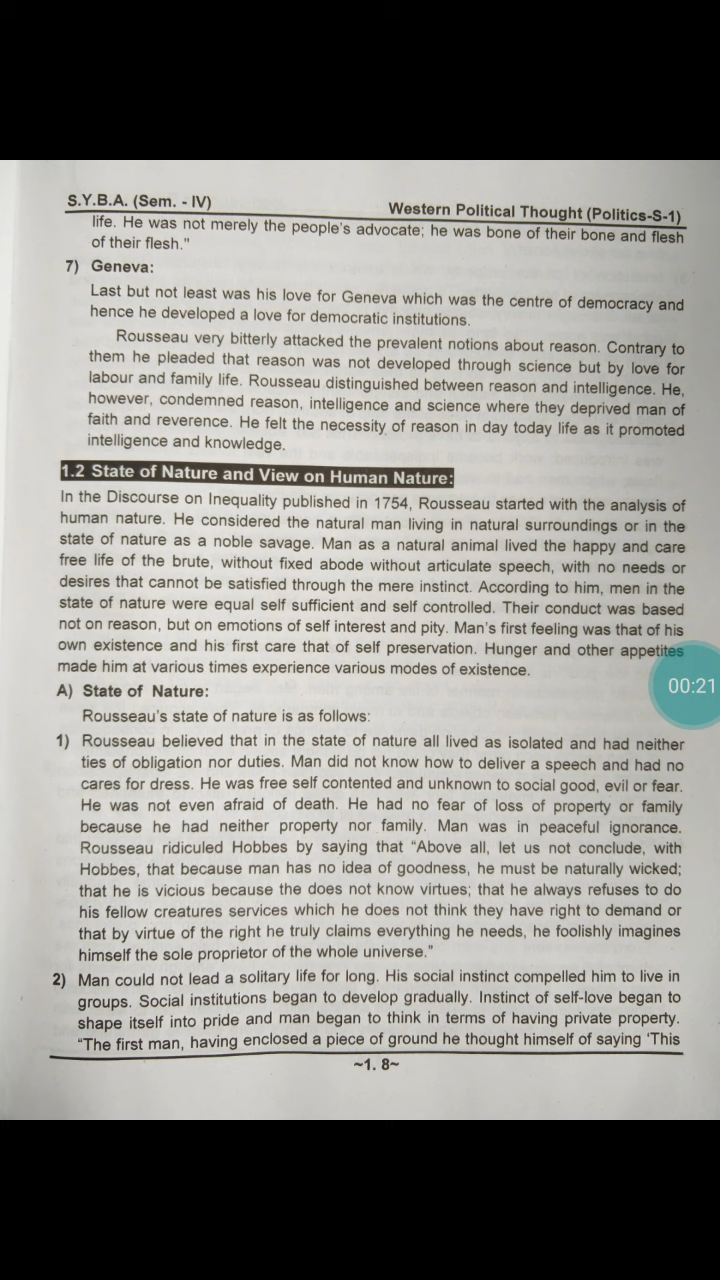 S.Y.B.A. (Sem. - IV)
Western Political Thought (Politics-S-1)
life. He was not merely the people's advocate; he was bone of their bone and flesh
of their flesh."
7) Geneva:
Last but not least was his love for Geneva which was the centre of democracy and
hence he developed a love for democratic institutions.
Rousseau very bitterly attacked the prevalent notions about reason. Contrary to
them he pleaded that reason was not developed through science but by love for
labour and family life. Rousseau distinguished between reason and intelligence. He,
however, condemned reason, intelligence and science where they deprived man of
faith and reverence. He felt the necessity of reason in day today life as it promoted
intelligence and knowledge.
1.2 State of Nature and View on Human Nature:
In the Discourse on Inequality published in 1754, Rousseau started with the analysis of
human nature. He considered the natural man living in natural surroundings or in the
state of nature as a noble savage. Man as a natural animal lived the happy and care
free life of the brute, without fixed abode without articulate speech, with no needs or
desires that cannot be satisfied through the mere instinct. According to him, men in the
state of nature were equal self sufficient and self controlled. Their conduct was based
not on reason, but on emotions of self interest and pity. Man's first feeling was that of his
own existence and his first care that of self preservation. Hunger and other appetites
made him at various times experience various modes of existence.
00:21
A) State of Nature:
Rousseau's state of nature is as follows:
1) Rousseau believed that in the state of nature all lived as isolated and had neither
ties of obligation nor duties. Man did not know how to deliver a speech and had no
cares for dress. He was free self contented and unknown to social good, evil or fear.
He was not even afraid of death. He had no fear of loss of property or family
because he had neither property nor family. Man was in peaceful ignorance.
Rousseau ridiculed Hobbes by saying that "Above all, let us not conclude, with
Hobbes, that because man has no idea of goodness, he must be naturally wicked;
that he is vicious because the does not know virtues; that he always refuses to do
his fellow creatures services which he does not think they have right to demand or
that by virtue of the right he truly claims everything he needs, he foolishly imagines
himself the sole proprietor of the whole universe."
2) Man could not lead a solitary life for long. His social instinct compelled him to live in
groups. Social institutions began to develop gradually. Instinct of self-love began to
shape itself into pride and man began to think in terms of having private property.
"The first man, having enclosed a piece of ground he thought himself of saying 'This
~1. 8~